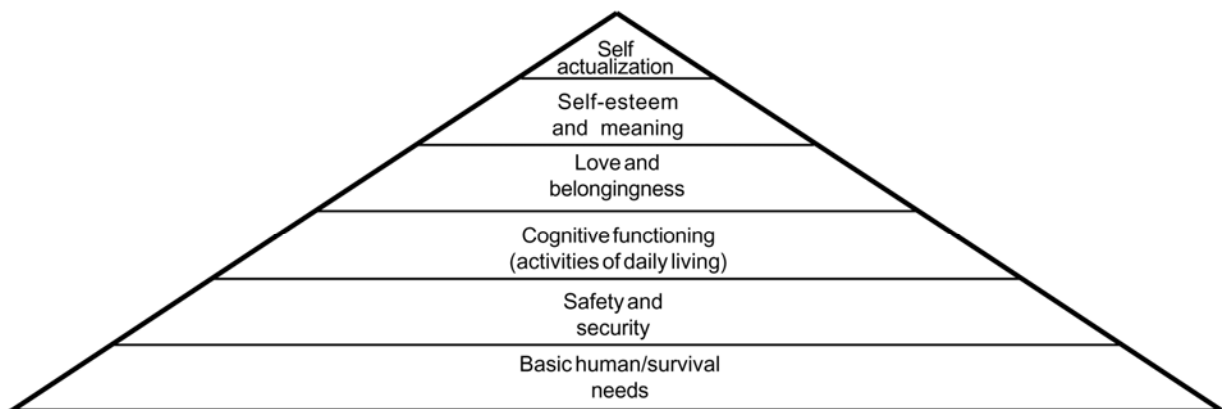 Self
actualization
Self-esteem
and meaning
Love and
belongingness
Cognitive functioning
(activities of daily living)
Safety and
security
Basic human/survival
needs